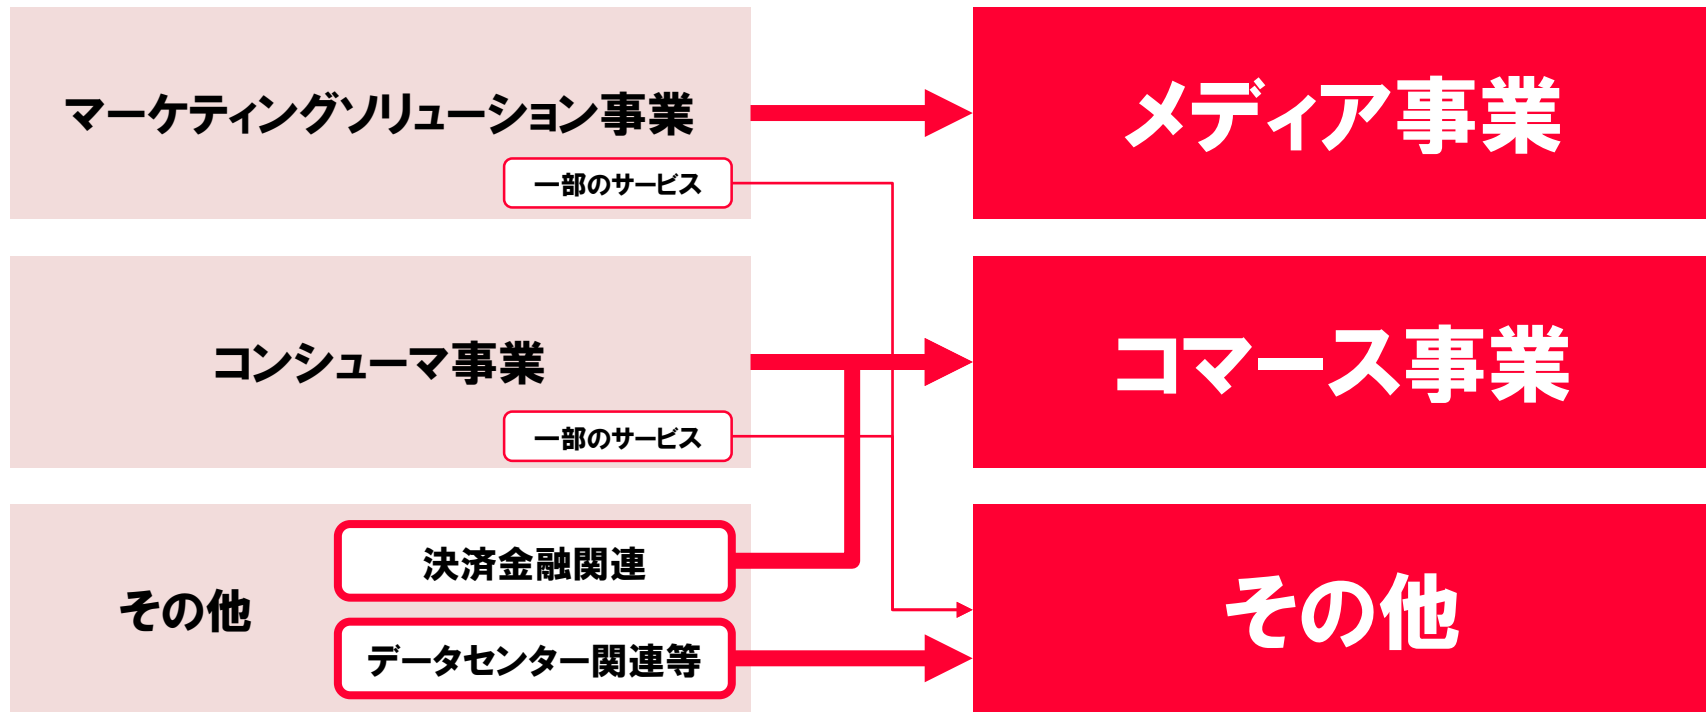 マーケティングソリューション事業
一部のサービス
メディア事業
コンシューマ事業
一部のサービス
コマース事業
その他
決済金融関連
データセンター関連等
その他